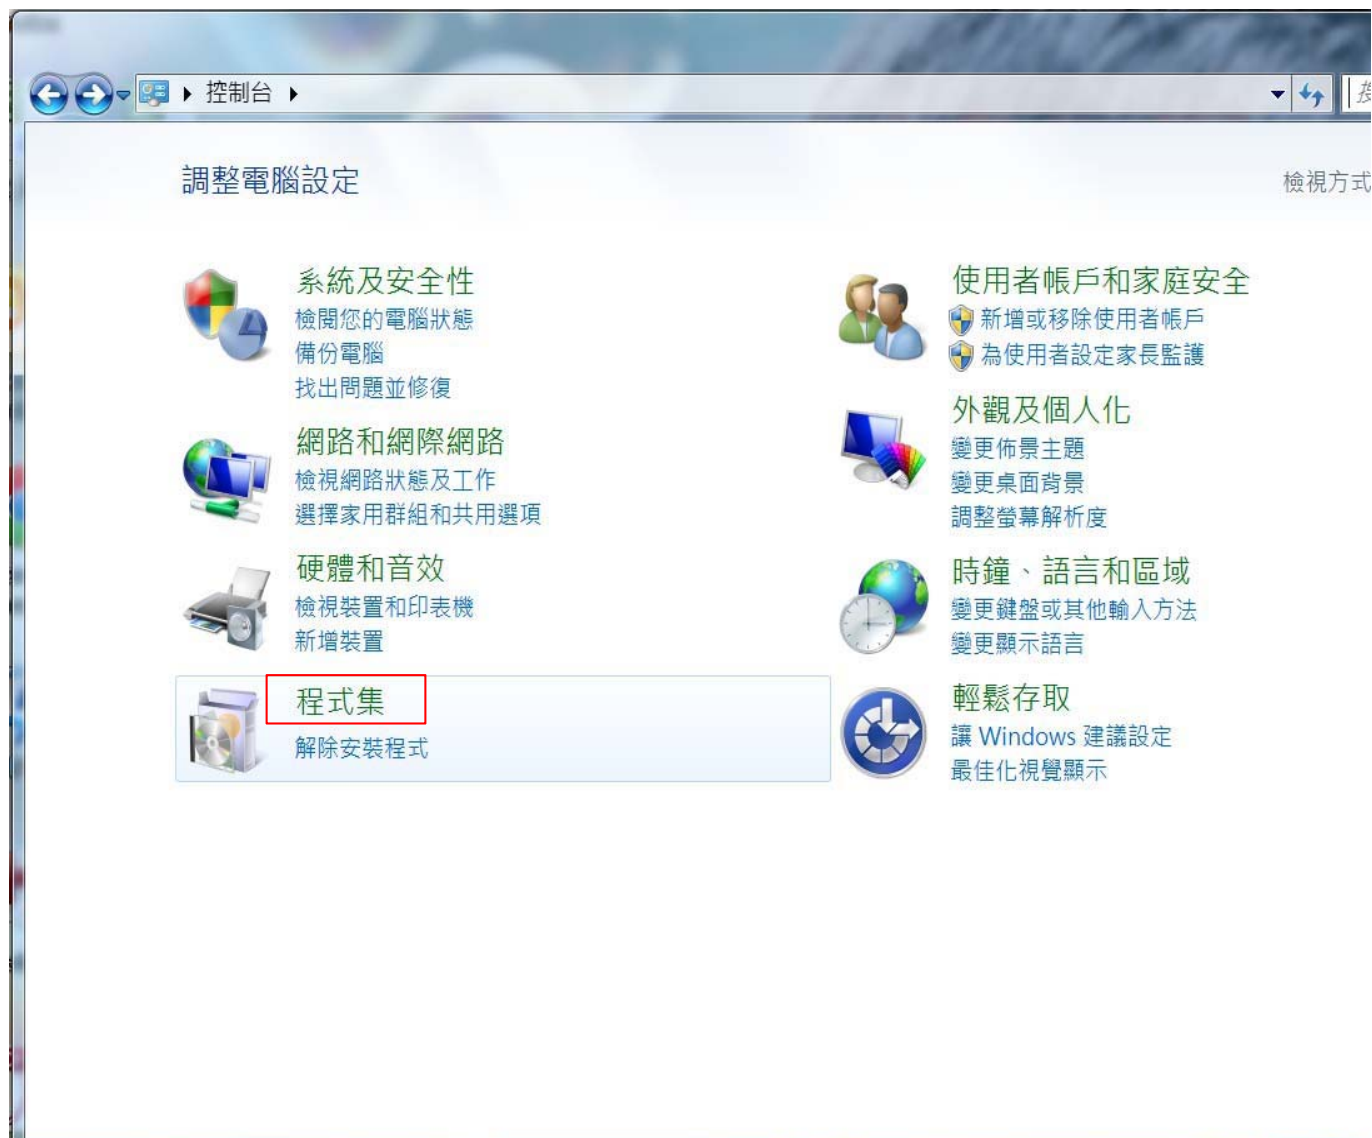 控制台
調整電腦設定
檢視方式
系統及安全性
檢閱您的電腦狀態
備份電腦
找出問題並修復
網路和網際網路
檢視網路狀態及工作
選擇家用群組和共用選項
硬體和音效
檢視裝置和印表機
新增裝置
程式集
解除安裝程式
使用者帳戶和家庭安全
新增或移除使用者帳戶
為使用者設定家長監護
外觀及個人化
變更佈景主題
變更桌面背景
調整螢幕解析度
時鐘、語言和區域
變更鍵盤或其他輸入方法
變更顯示語言
輕鬆存取
讓 Windows 建議設定
最佳化視覺顯示